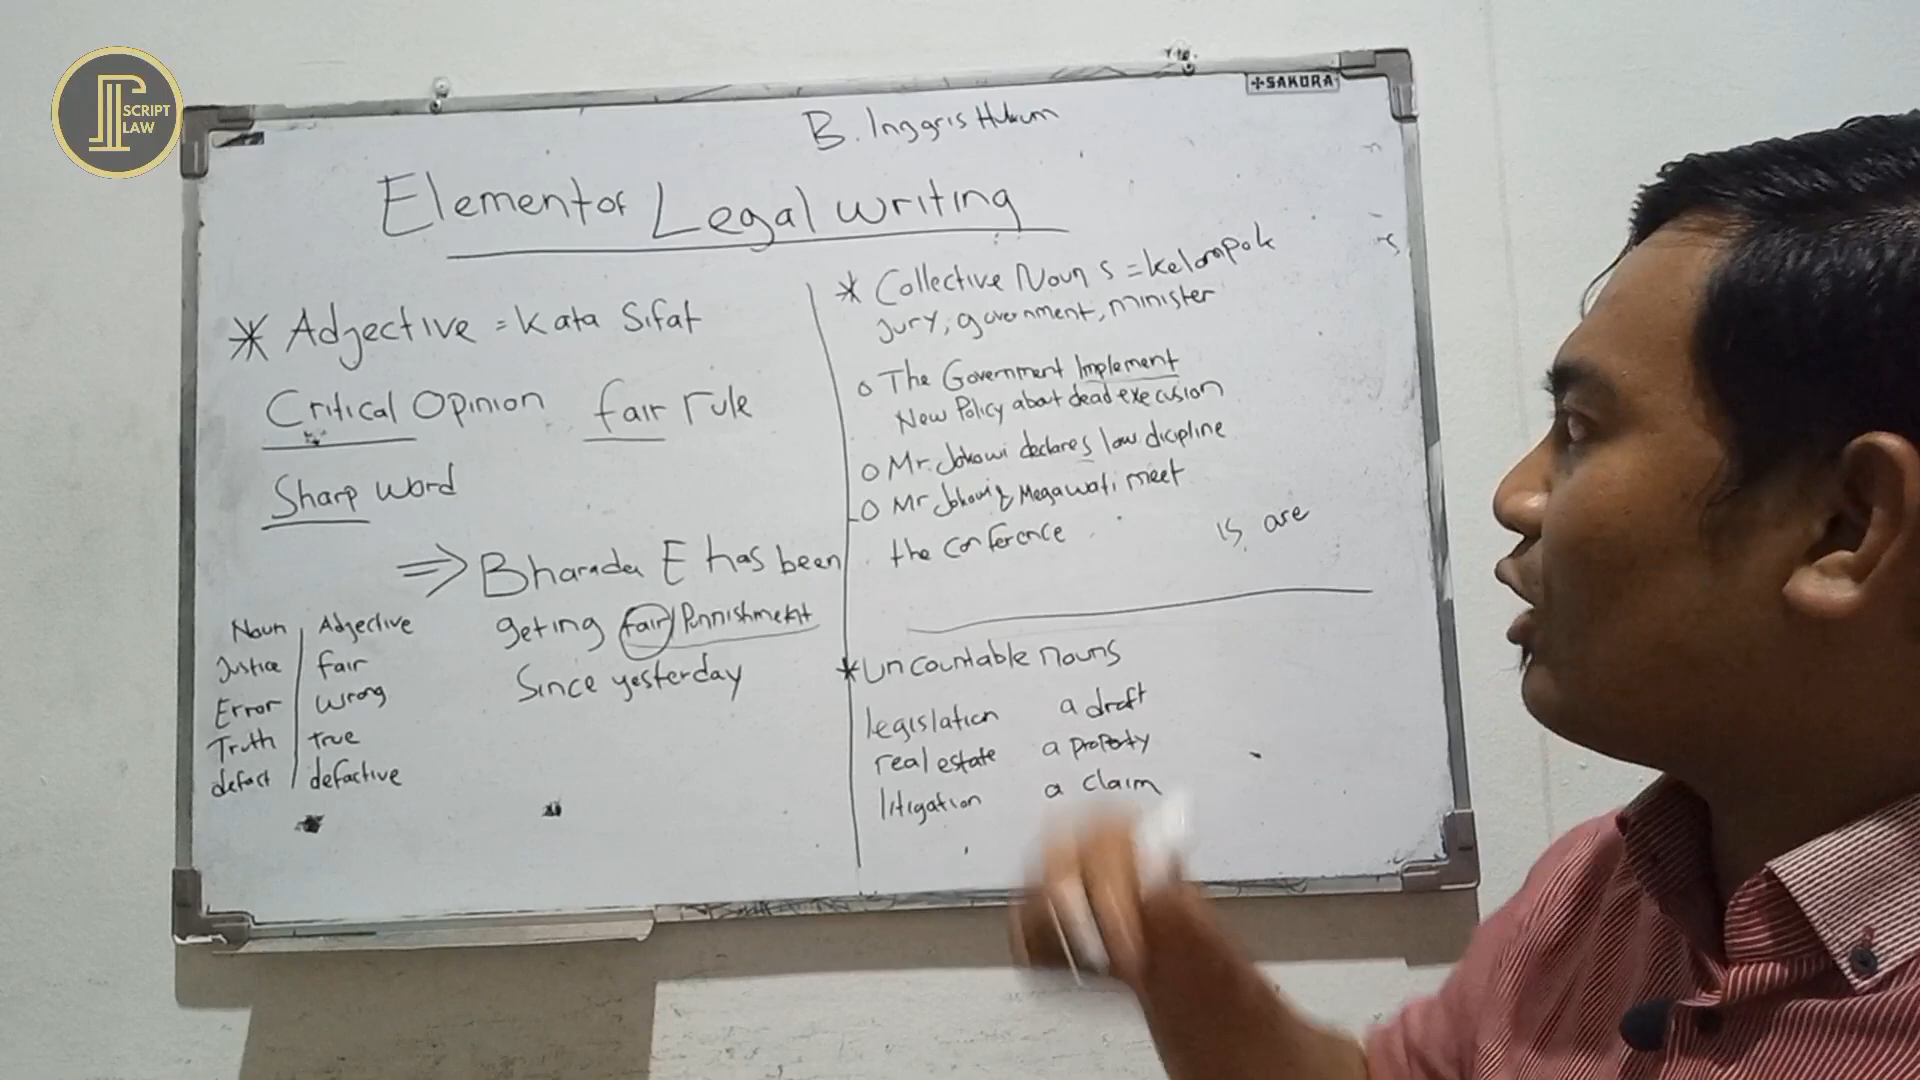 SCRIPT
LAW
SAKURA
B. Inggris Hukum
Element of Legal Writing
* Adjective = Kata Sifat
Critical Opinion fair rule
Sharp word
⇒ Bharada E has been
geting fair Punnishment
Since yesterday
Noun | Adjective
Justice | fair
Error | wrong
Truth | true
defect | defective
* Collective Noun s = Kelompok
Jury, government, minister
o The Government Implement
New Policy about dead execusion
o Mr. Jokowi declares law dicipline
o Mr Jokowi & Megawati meet
the conference
is are
* Uncountable nouns
legislation a draft
real estate a property
litigation a claim